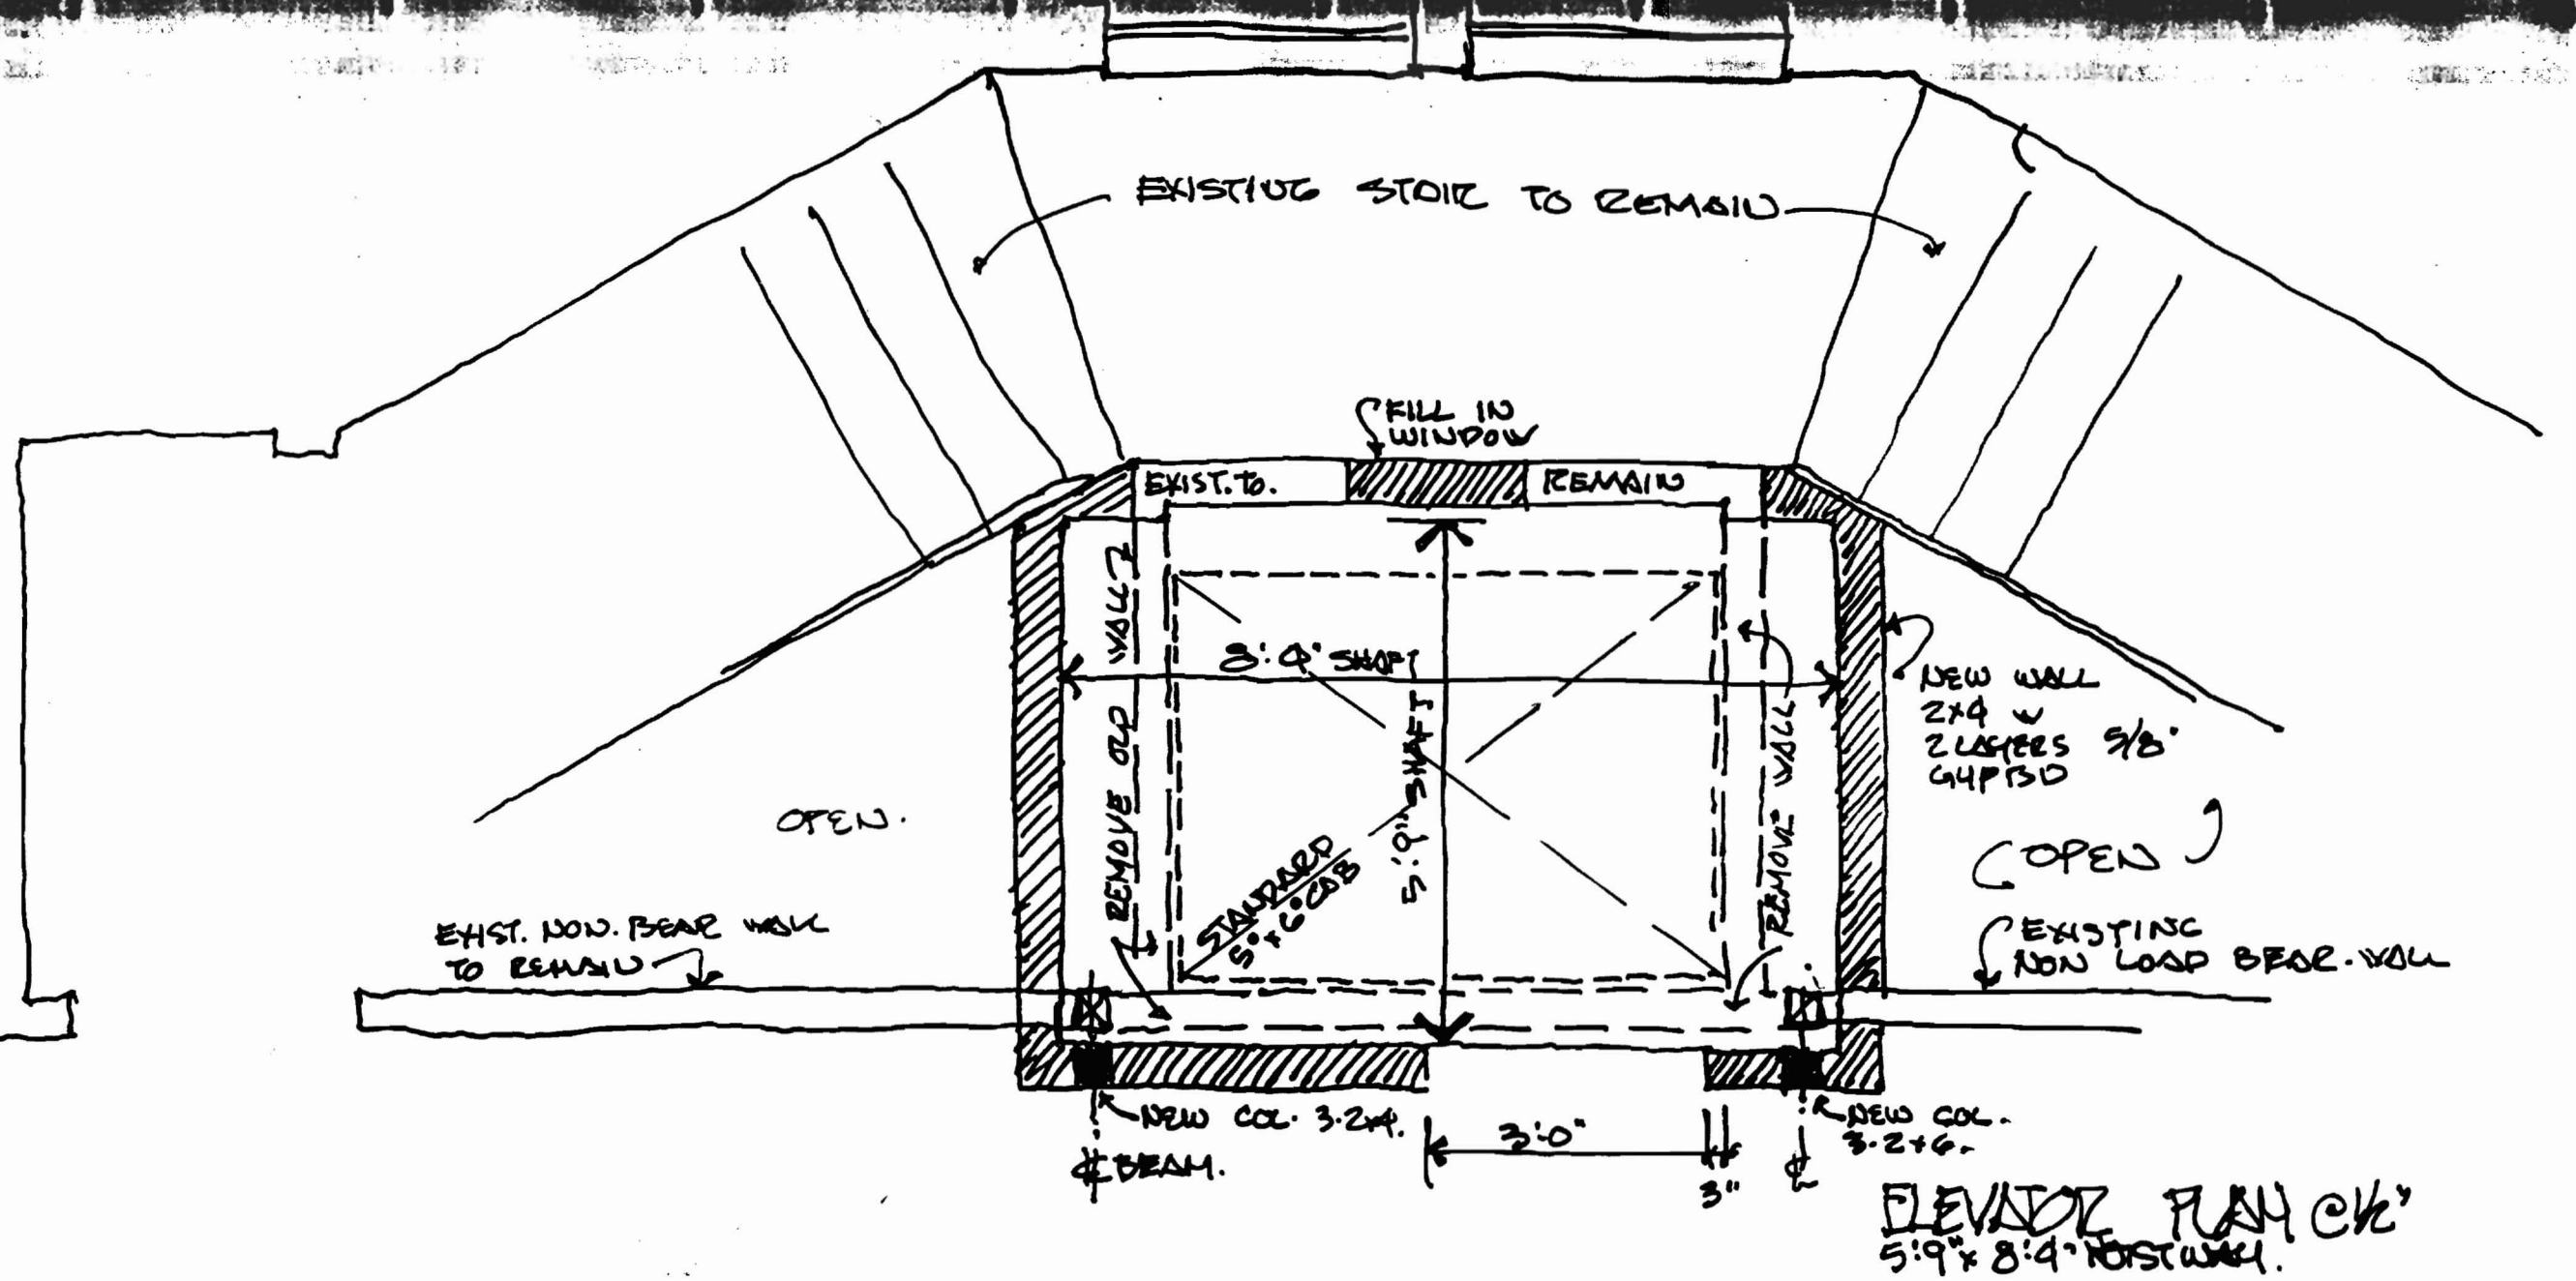 EXISTING STAIR TO REMAIN
FILL IN
WINDOW
EXIST. TO.
REMAIN
REMOVE OLD WALL
8'-4" SHAFT
5'-9" SHAFT
REMOVE WALL
STANDARD
5° x 6° CAB
NEW WALL
2x4 w
2 LAYERS 5/8"
GYPBD
OPEN.
OPEN
EXIST. NON. BEAR WALL
TO REMAIN
EXISTING
NON LOAD BEAR. WALL
NEW COL. 3-2x4.
℄ BEAM.
3'-0"
3"
NEW COL.
3-2x6.
℄
ELEVATOR PLAN @ 1/2"
5'-9" x 8'-4" HOISTWAY.